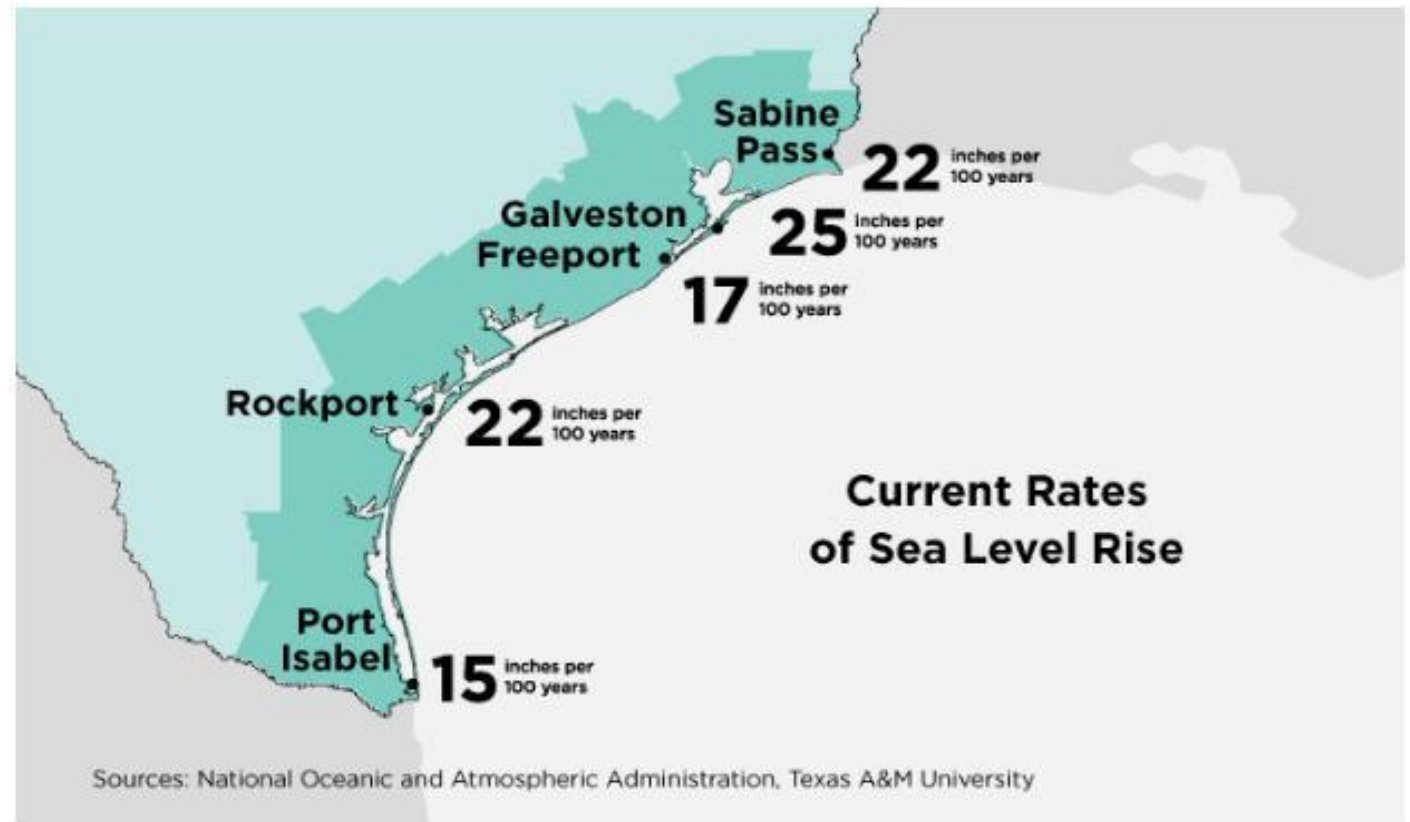 Sabine
Pass
22 inches per
100 years
Galveston
25 inches per
100 years
Freeport
17 inches per
100 years
Rockport
22 inches per
100 years
Current Rates
of Sea Level Rise
Port
Isabel
15 inches per
100 years
Sources: National Oceanic and Atmospheric Administration, Texas A&M University